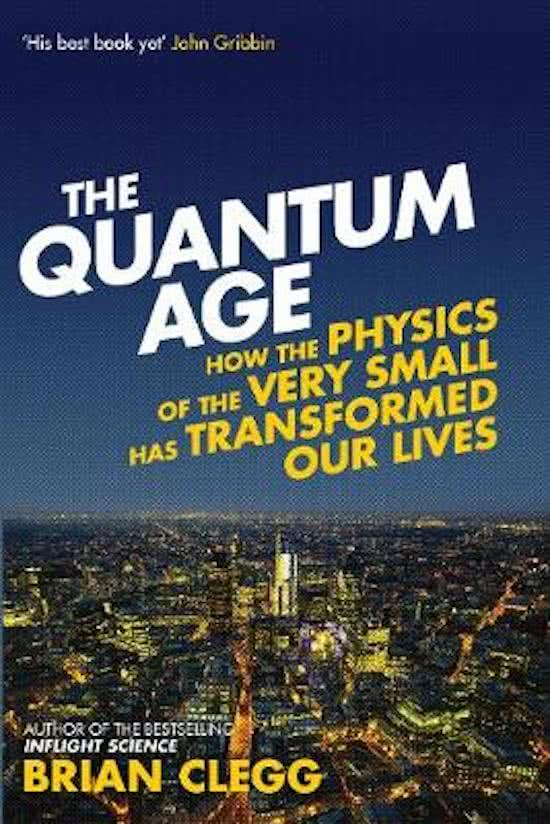 'His best book yet' John Gribbin
THE
QUANTUM
AGE
HOW THE PHYSICS
OF THE VERY SMALL
HAS TRANSFORMED
OUR LIVES
AUTHOR OF THE BESTSELLING
INFLIGHT SCIENCE
BRIAN CLEGG